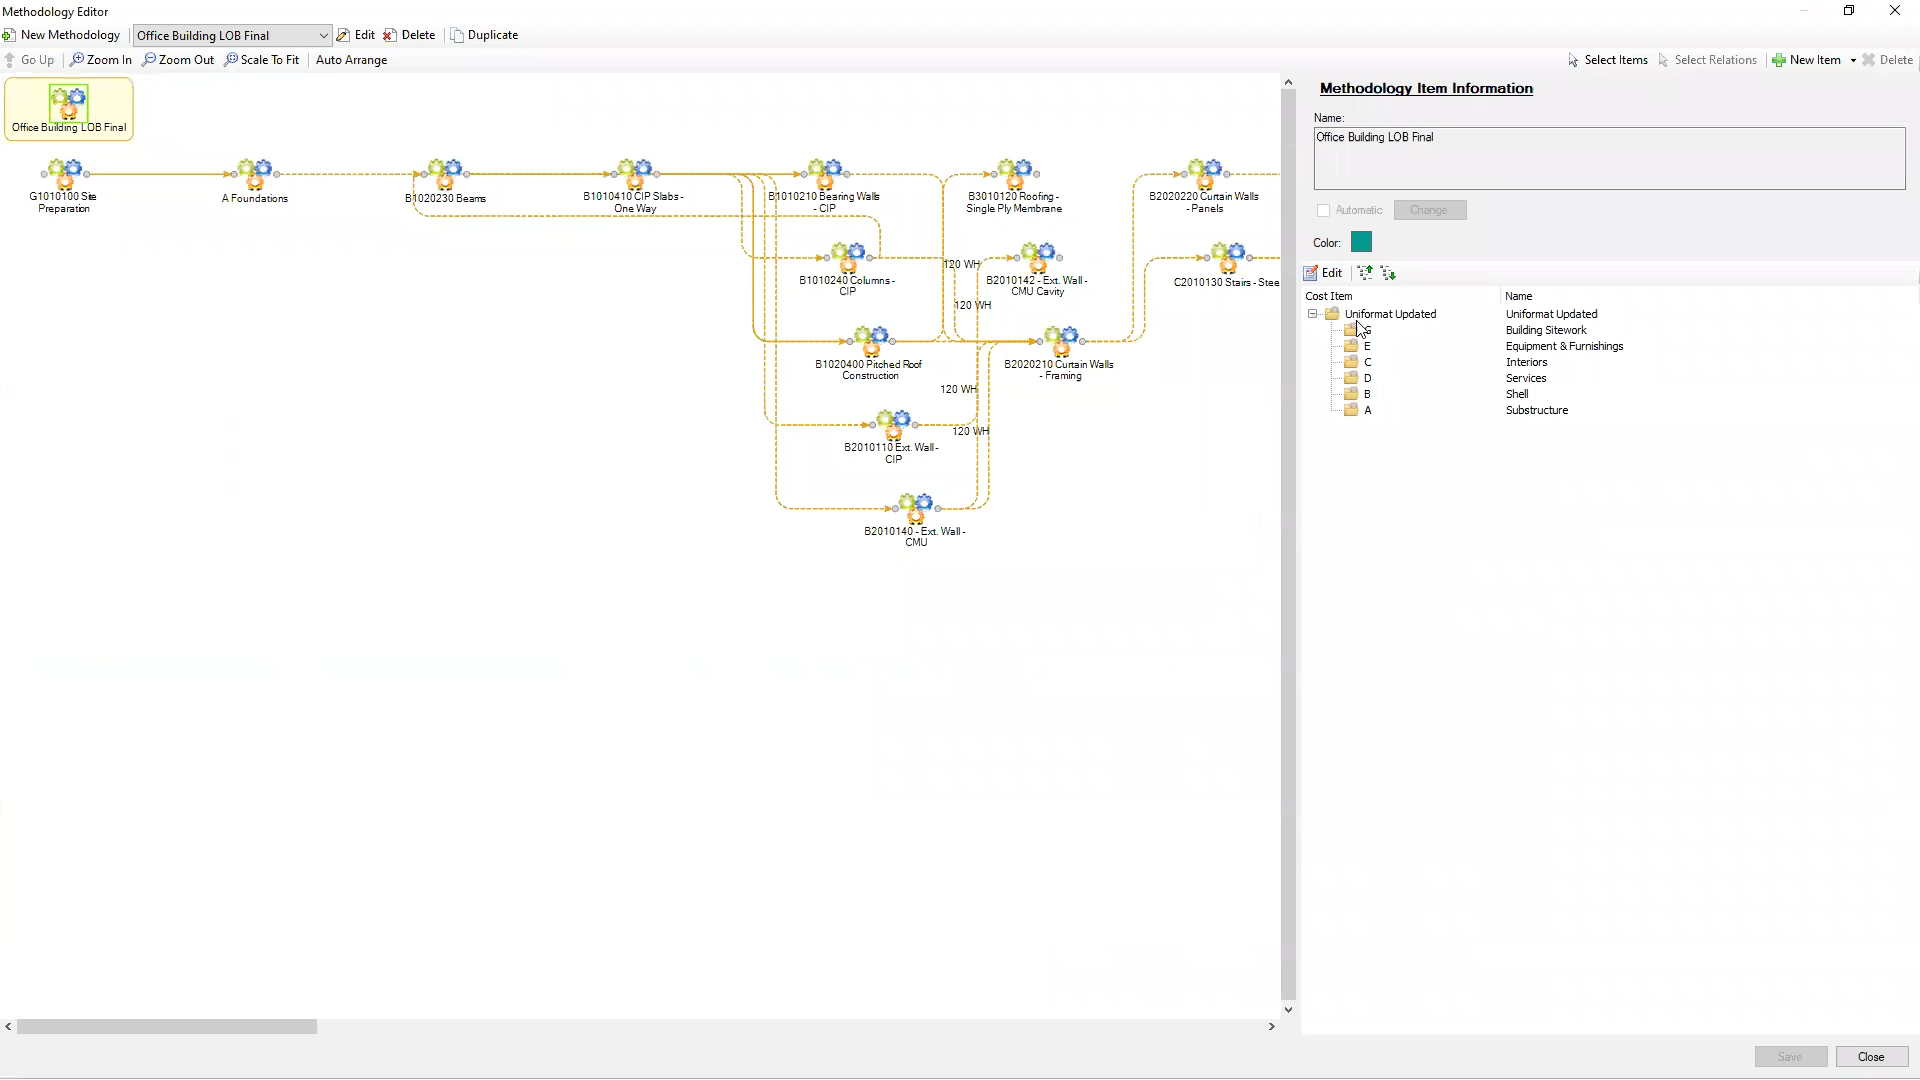 Methodology Editor
New Methodology Office Building LOB Final Edit Delete Duplicate
Go Up Zoom In Zoom Out Scale To Fit Auto Arrange Select Items Select Relations New Item Delete
Office Building LOB Final
G1010100 Site
Preparation
A Foundations
B1020230 Beams
B1010410 CIP Slabs -
One Way
B1010210 Bearing Walls
- CIP
B3010120 Roofing -
Single Ply Membrane
B2020220 Curtain Walls
- Panels
B1010240 Columns -
CIP
120 WH
B2010142 - Ext. Wall -
CMU Cavity
C2010130 Stairs - Stee
120 WH
B1020400 Pitched Roof
Construction
B2020210 Curtain Walls
- Framing
120 WH
B2010110 Ext. Wall -
CIP
120 WH
B2010140 - Ext. Wall -
CMU
Methodology Item Information
Name:
Office Building LOB Final
Automatic Change
Color:
Edit
Cost Item Name
Uniformat Updated Uniformat Updated
G Building Sitework
E Equipment & Furnishings
C Interiors
D Services
B Shell
A Substructure
Save Close